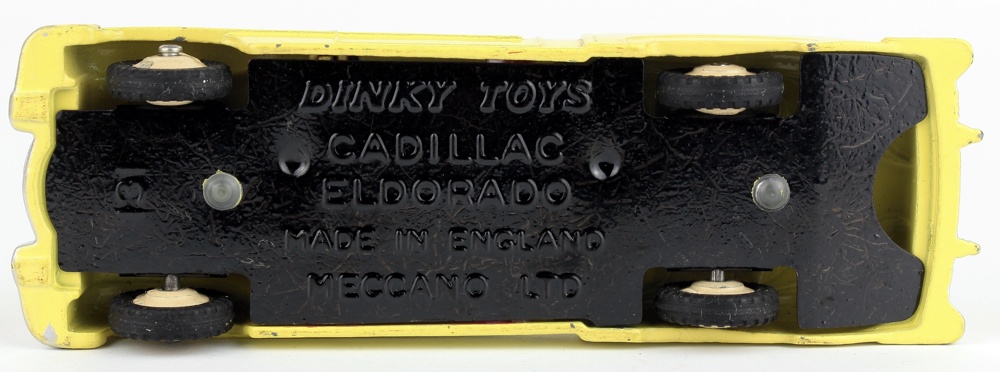 DINKY TOYS
CADILLAC
ELDORADO
MADE IN ENGLAND
MECCANO LTD
131